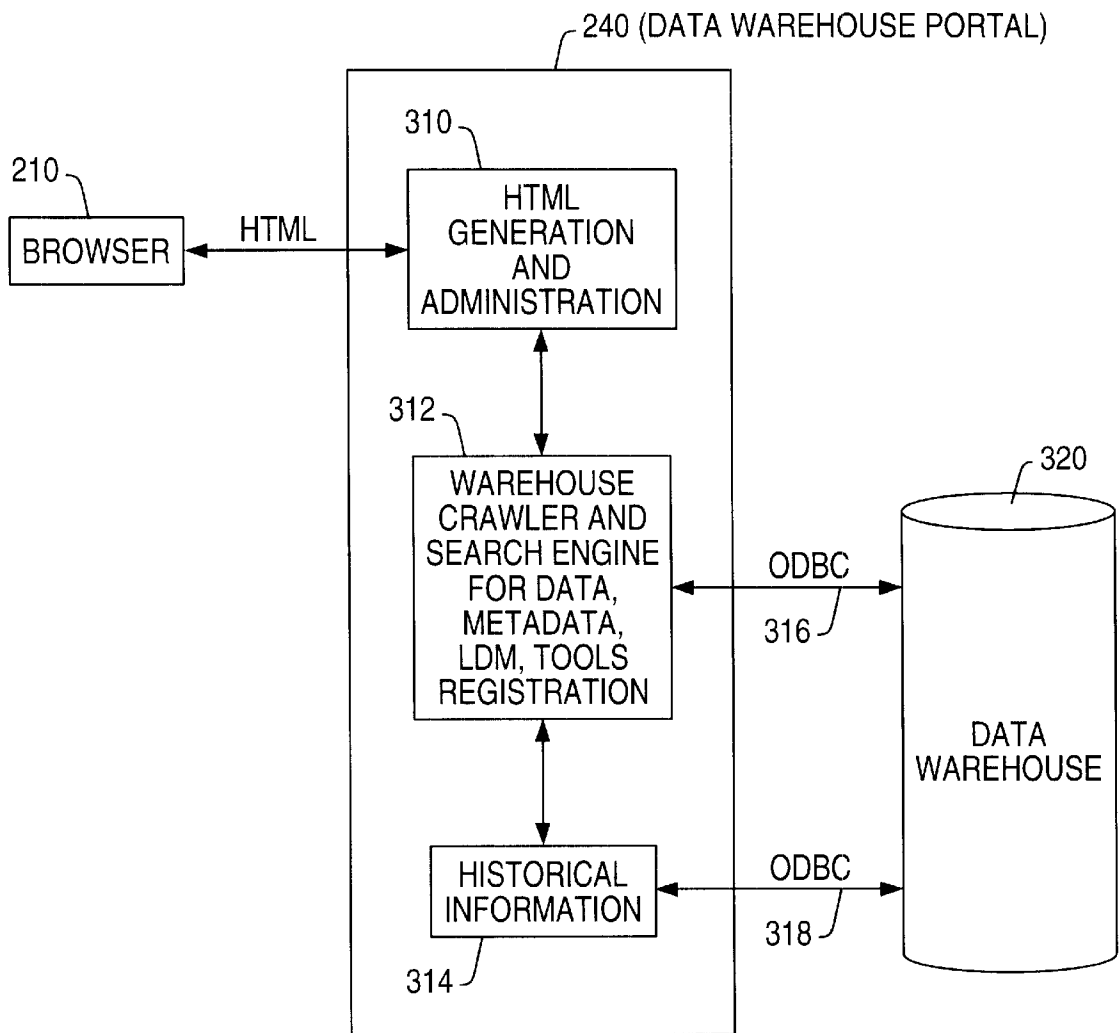 240 (DATA WAREHOUSE PORTAL)
310
210
HTML
GENERATION
AND
ADMINISTRATION
BROWSER
HTML
312
WAREHOUSE
CRAWLER AND
SEARCH ENGINE
FOR DATA,
METADATA,
LDM, TOOLS
REGISTRATION
320
ODBC
316
DATA
WAREHOUSE
HISTORICAL
INFORMATION
314
ODBC
318